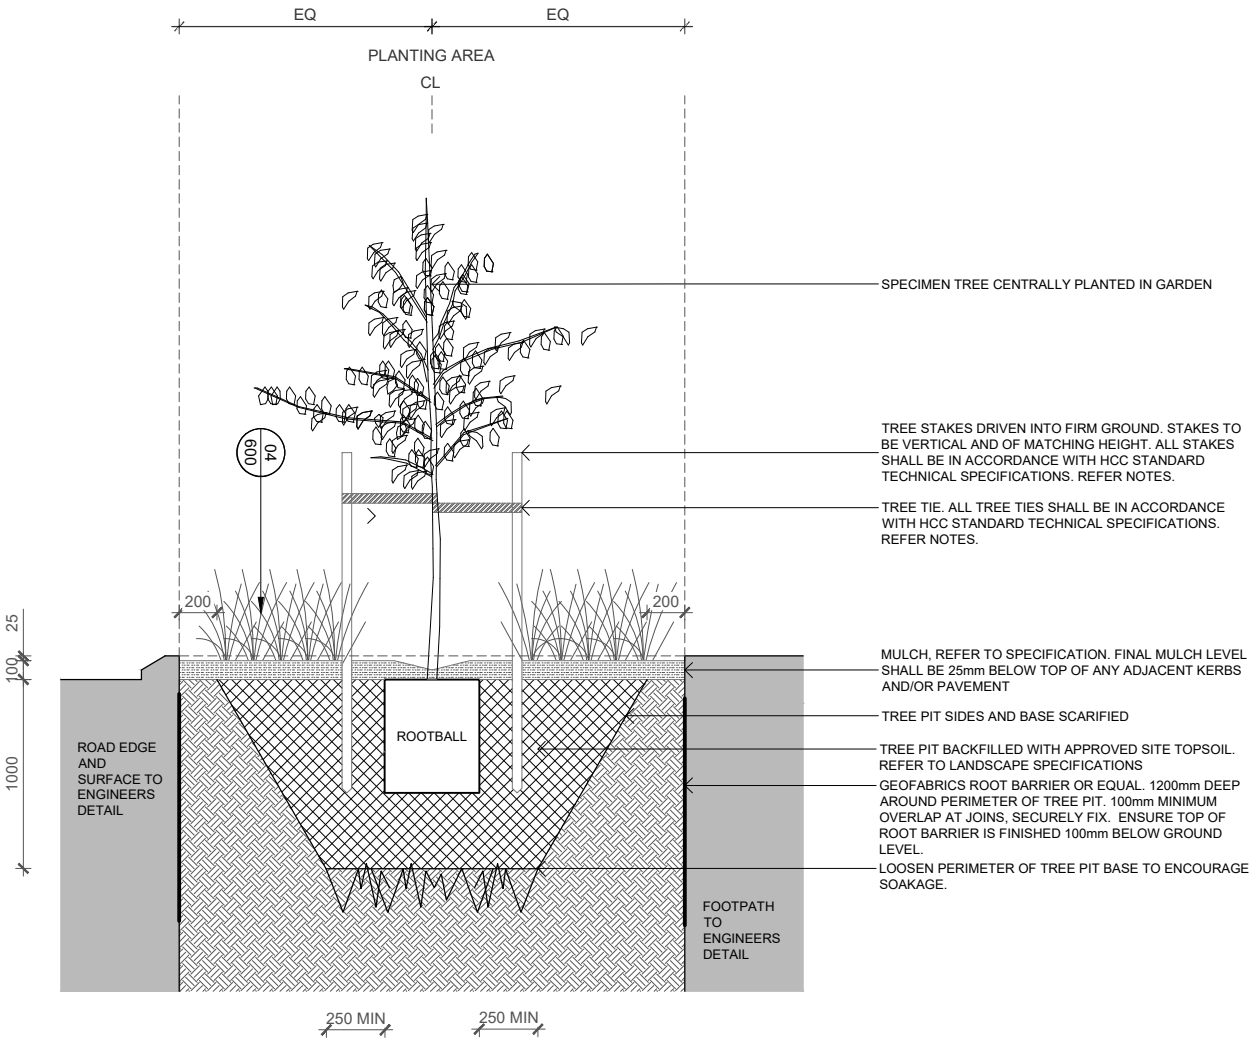 EQ
EQ
PLANTING AREA
CL
SPECIMEN TREE CENTRALLY PLANTED IN GARDEN
04
600
TREE STAKES DRIVEN INTO FIRM GROUND. STAKES TO
BE VERTICAL AND OF MATCHING HEIGHT. ALL STAKES
SHALL BE IN ACCORDANCE WITH HCC STANDARD
TECHNICAL SPECIFICATIONS. REFER NOTES.
TREE TIE. ALL TREE TIES SHALL BE IN ACCORDANCE
WITH HCC STANDARD TECHNICAL SPECIFICATIONS.
REFER NOTES.
200
200
25
100
1000
MULCH, REFER TO SPECIFICATION. FINAL MULCH LEVEL
SHALL BE 25mm BELOW TOP OF ANY ADJACENT KERBS
AND/OR PAVEMENT
TREE PIT SIDES AND BASE SCARIFIED
ROOTBALL
ROAD EDGE
AND
SURFACE TO
ENGINEERS
DETAIL
TREE PIT BACKFILLED WITH APPROVED SITE TOPSOIL.
REFER TO LANDSCAPE SPECIFICATIONS
GEOFABRICS ROOT BARRIER OR EQUAL. 1200mm DEEP
AROUND PERIMETER OF TREE PIT. 100mm MINIMUM
OVERLAP AT JOINS, SECURELY FIX. ENSURE TOP OF
ROOT BARRIER IS FINISHED 100mm BELOW GROUND
LEVEL.
LOOSEN PERIMETER OF TREE PIT BASE TO ENCOURAGE
SOAKAGE.
FOOTPATH
TO
ENGINEERS
DETAIL
250 MIN
250 MIN